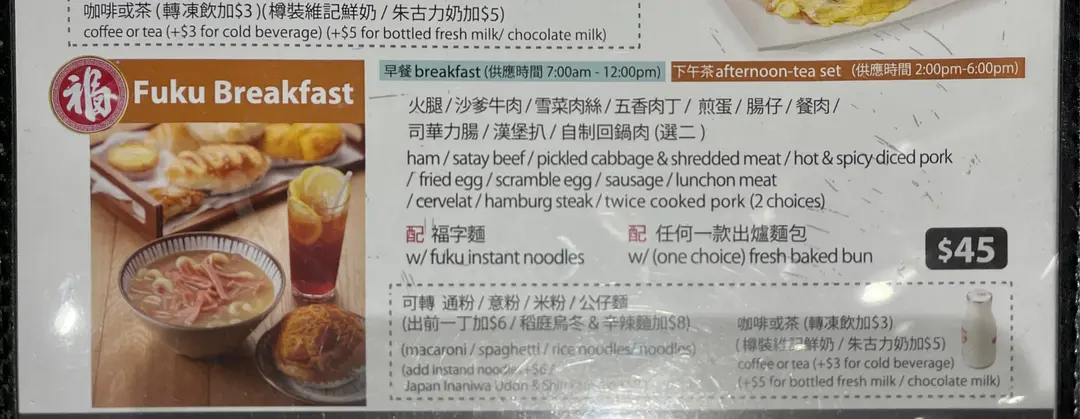 咖啡或茶 (轉凍飲加$3)(樽裝維記鮮奶 / 朱古力奶加$5)
coffee or tea (+$3 for cold beverage) (+$5 for bottled fresh milk/ chocolate milk)
福 Fuku Breakfast
早餐 breakfast (供應時間 7:00am - 12:00pm) 下午茶 afternoon-tea set (供應時間 2:00pm-6:00pm)
火腿 / 沙爹牛肉 / 雪菜肉絲 / 五香肉丁 / 煎蛋 / 腸仔 / 餐肉 /
司華力腸 / 漢堡扒 / 自制回鍋肉 (選二 )
ham / satay beef / pickled cabbage & shredded meat / hot & spicy diced pork
/ fried egg / scramble egg / sausage / lunchon meat
/ cervelat / hamburg steak / twice cooked pork (2 choices)
配 福字麵
w/ fuku instant noodles
配 任何一款出爐麵包
w/ (one choice) fresh baked bun
$45
可轉 通粉 / 意粉 / 米粉 / 公仔麵
(出前一丁加$6 / 稻庭烏冬 & 辛辣麵加$8)
(macaroni / spaghetti / rice noodles/ noodles)
(add instand noodles +$6 /
Japan Inaniwa Udon &
咖啡或茶 (轉凍飲加$3)
(樽裝維記鮮奶 / 朱古力奶加$5)
coffee or tea (+$3 for cold beverage)
(+$5 for bottled fresh milk / chocolate milk)